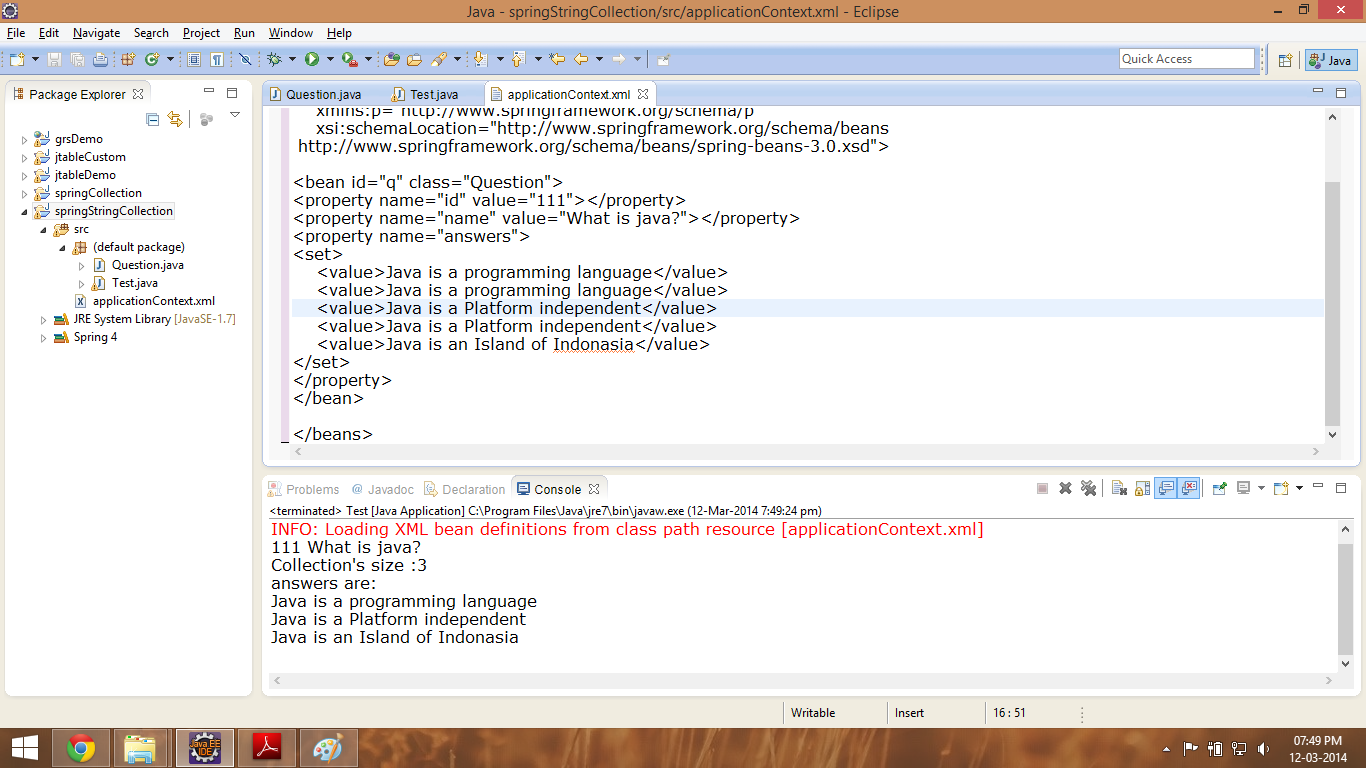 Java - springStringCollection/src/applicationContext.xml - Eclipse
File Edit Navigate Search Project Run Window Help
Quick Access
Java
Package Explorer
grsDemo
jtableCustom
jtableDemo
springCollection
springStringCollection
src
(default package)
Question.java
Test.java
applicationContext.xml
JRE System Library [JavaSE-1.7]
Spring 4
Question.java Test.java applicationContext.xml
xmlns:p="http://www.springframework.org/schema/p"
xsi:schemaLocation="http://www.springframework.org/schema/beans
http://www.springframework.org/schema/beans/spring-beans-3.0.xsd">
<bean id="q" class="Question">
<property name="id" value="111"></property>
<property name="name" value="What is java?"></property>
<property name="answers">
<set>
<value>Java is a programming language</value>
<value>Java is a programming language</value>
<value>Java is a Platform independent</value>
<value>Java is a Platform independent</value>
<value>Java is an Island of Indonasia</value>
</set>
</property>
</bean>
</beans>
Problems @ Javadoc Declaration Console
<terminated> Test [Java Application] C:\Program Files\Java\jre7\bin\javaw.exe (12-Mar-2014 7:49:24 pm)
INFO: Loading XML bean definitions from class path resource [applicationContext.xml]
111 What is java?
Collection's size :3
answers are:
Java is a programming language
Java is a Platform independent
Java is an Island of Indonasia
Writable Insert 16 : 51
Java EE
IDE
07:49 PM
12-03-2014